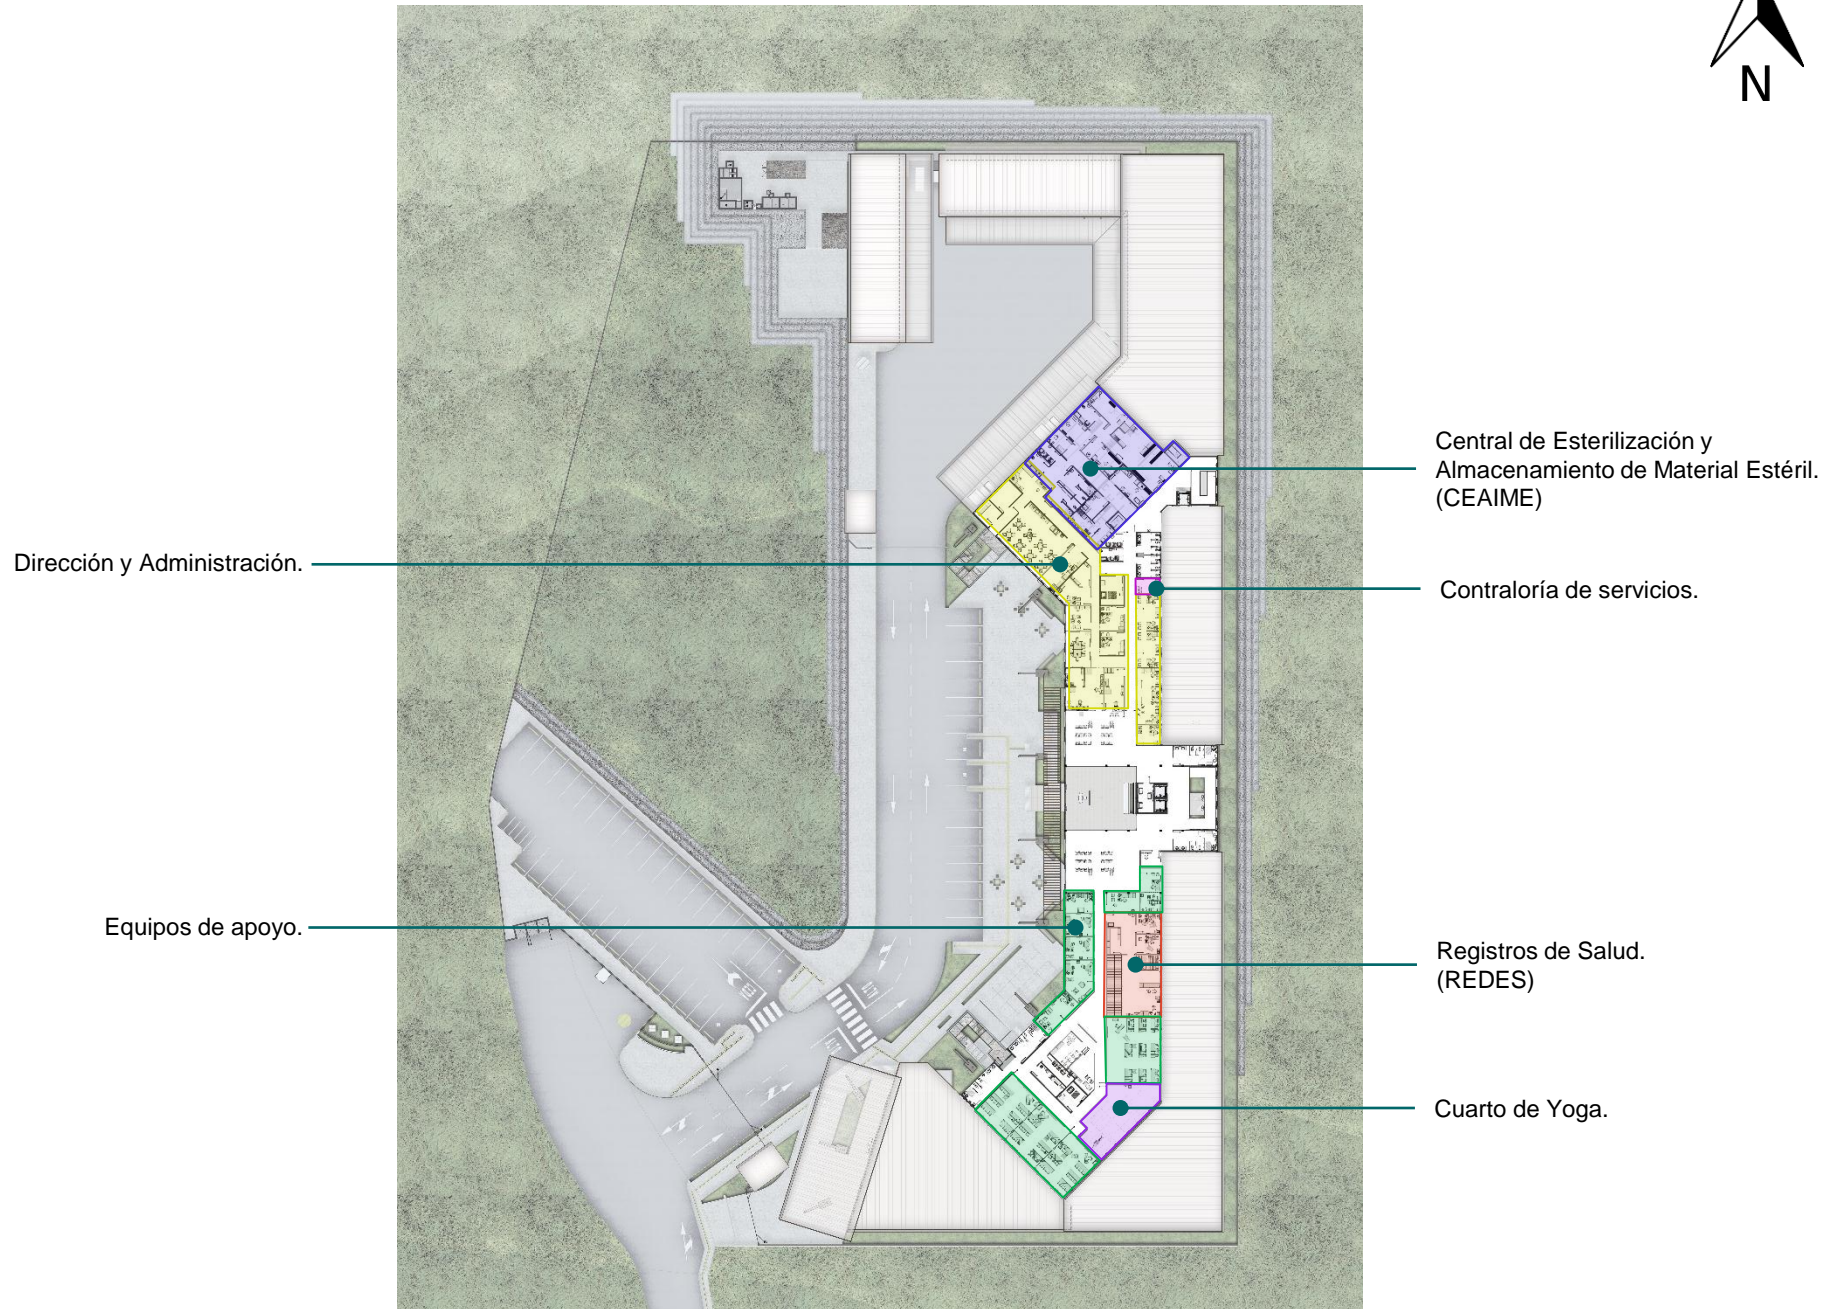 N
Central de Esterilización y
Almacenamiento de Material Estéril.
(CEAIME)
Dirección y Administración.
Contraloría de servicios.
Equipos de apoyo.
Registros de Salud.
(REDES)
Cuarto de Yoga.